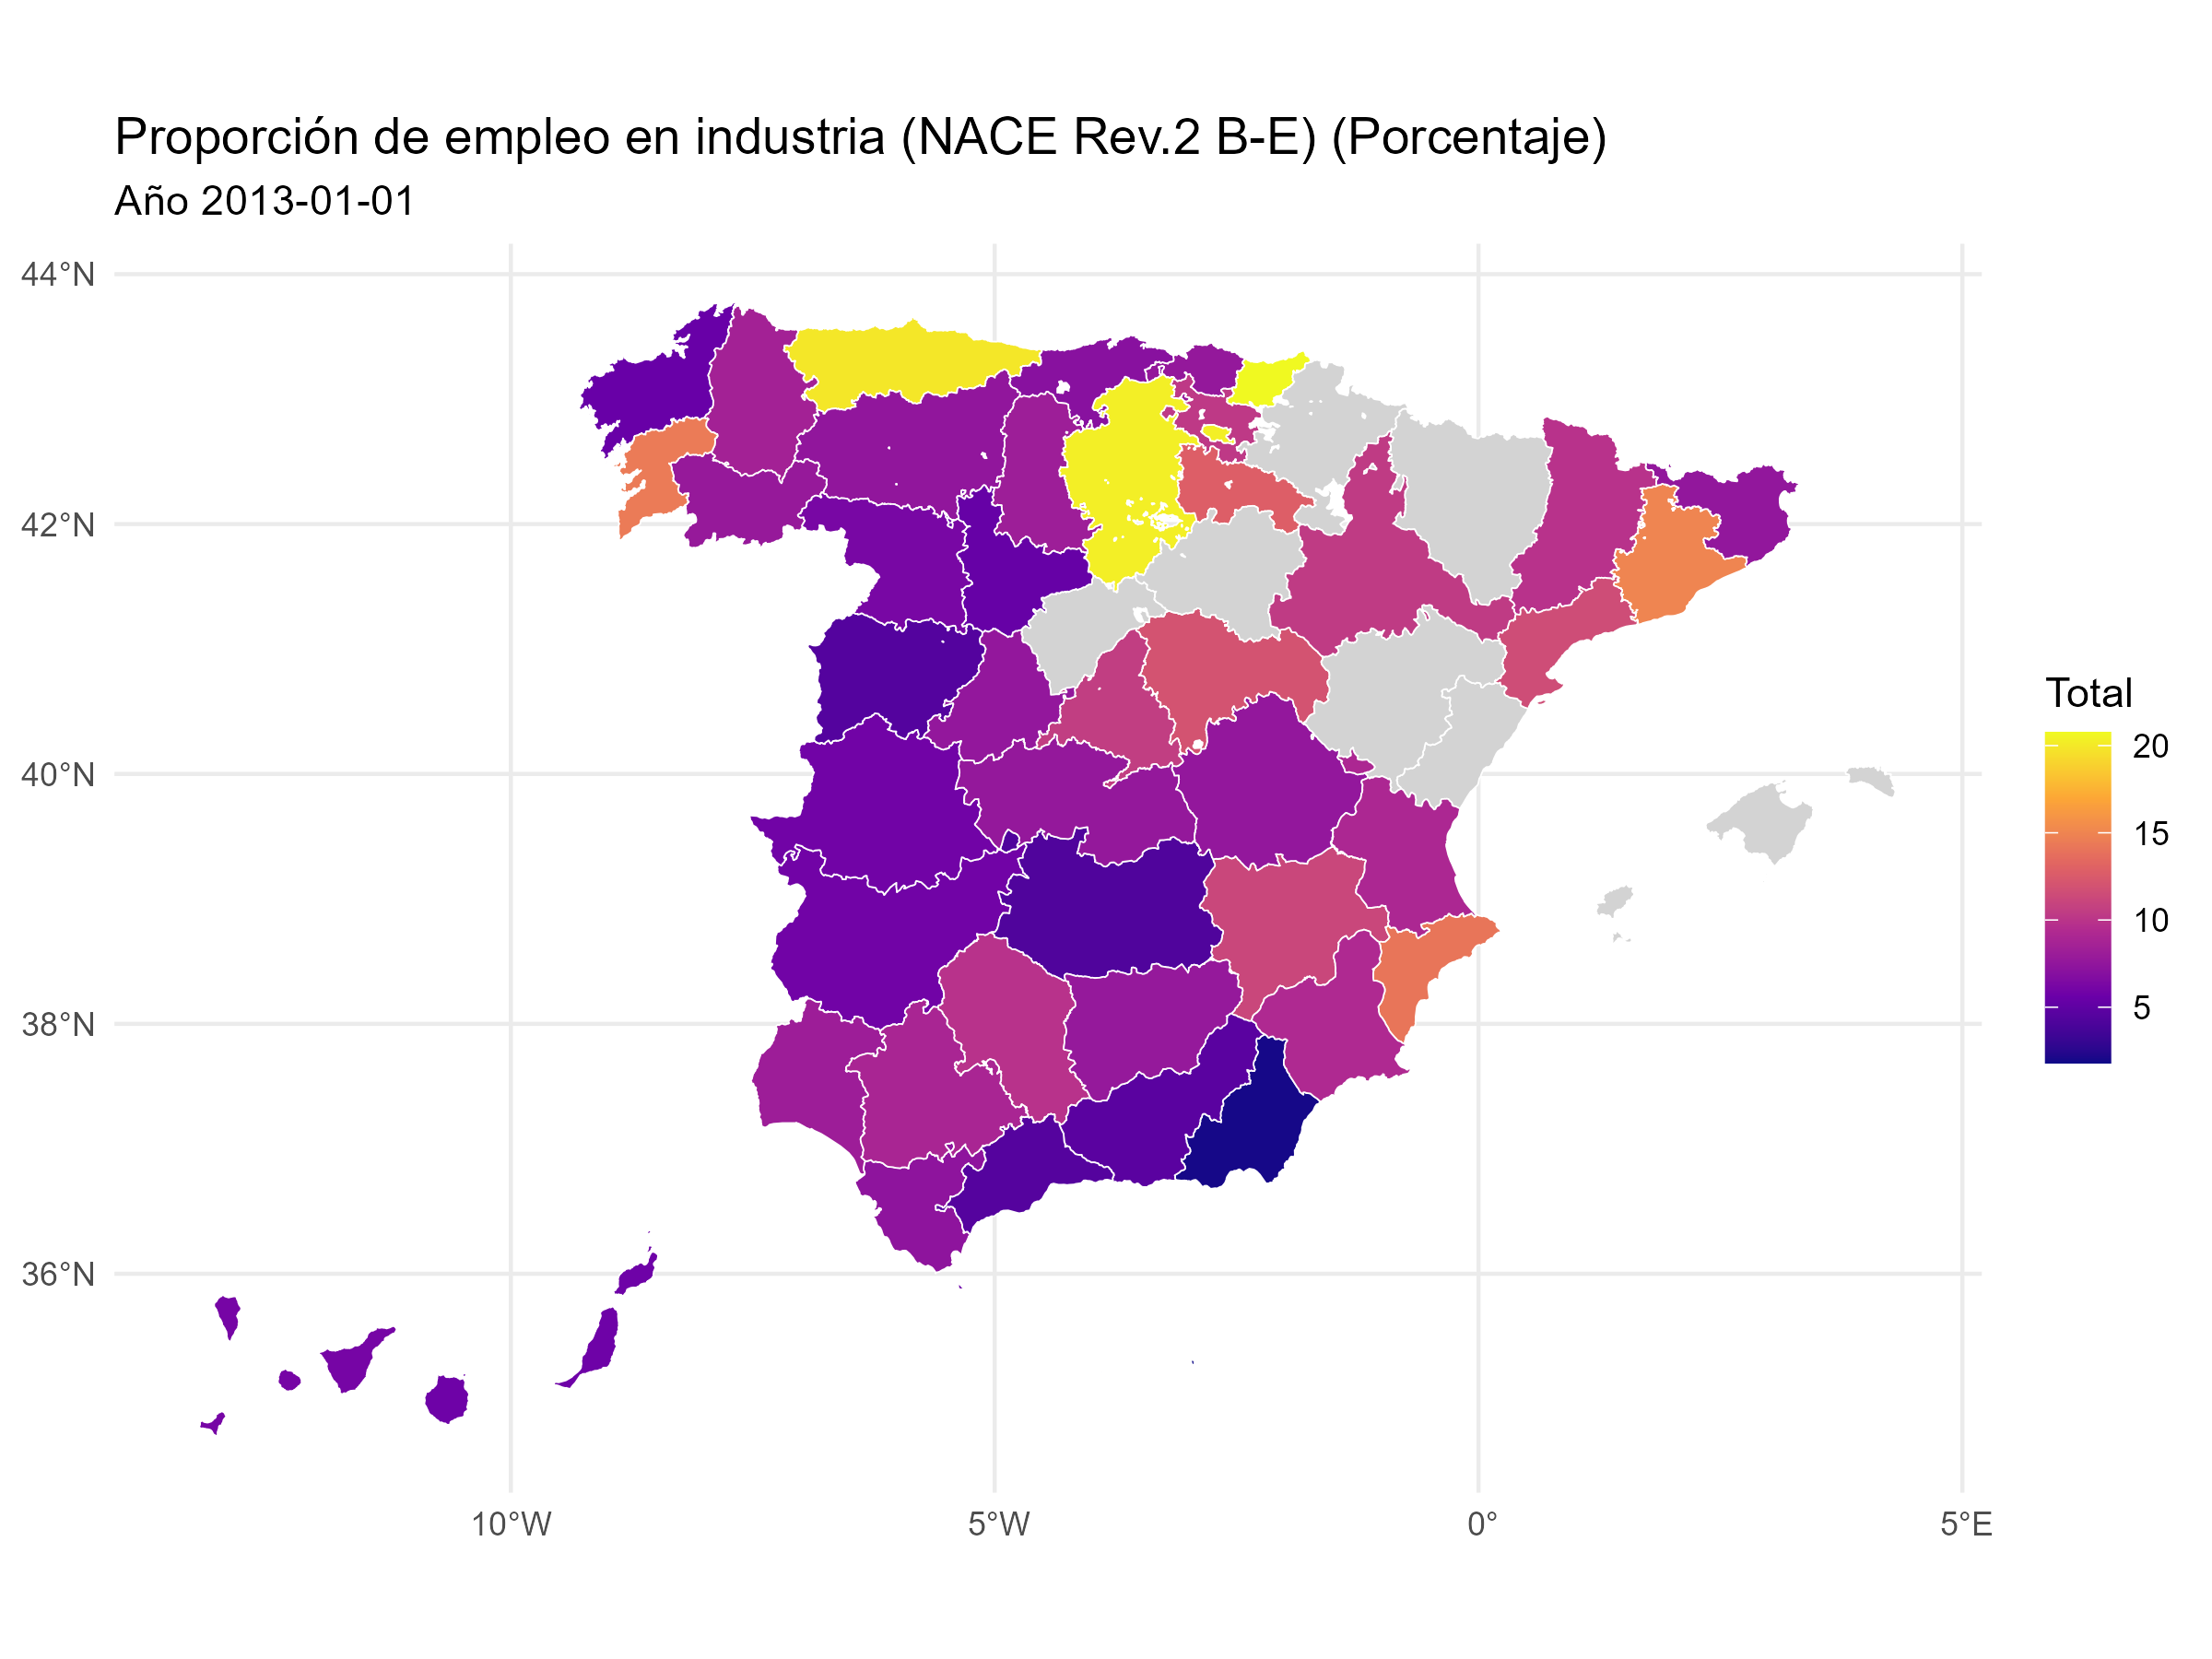 Proporción de empleo en industria (NACE Rev.2 B-E) (Porcentaje)
Año 2013-01-01
44°N
42°N
40°N
38°N
36°N
10°W
5°W
0°
5°E
Total
20
15
10
5